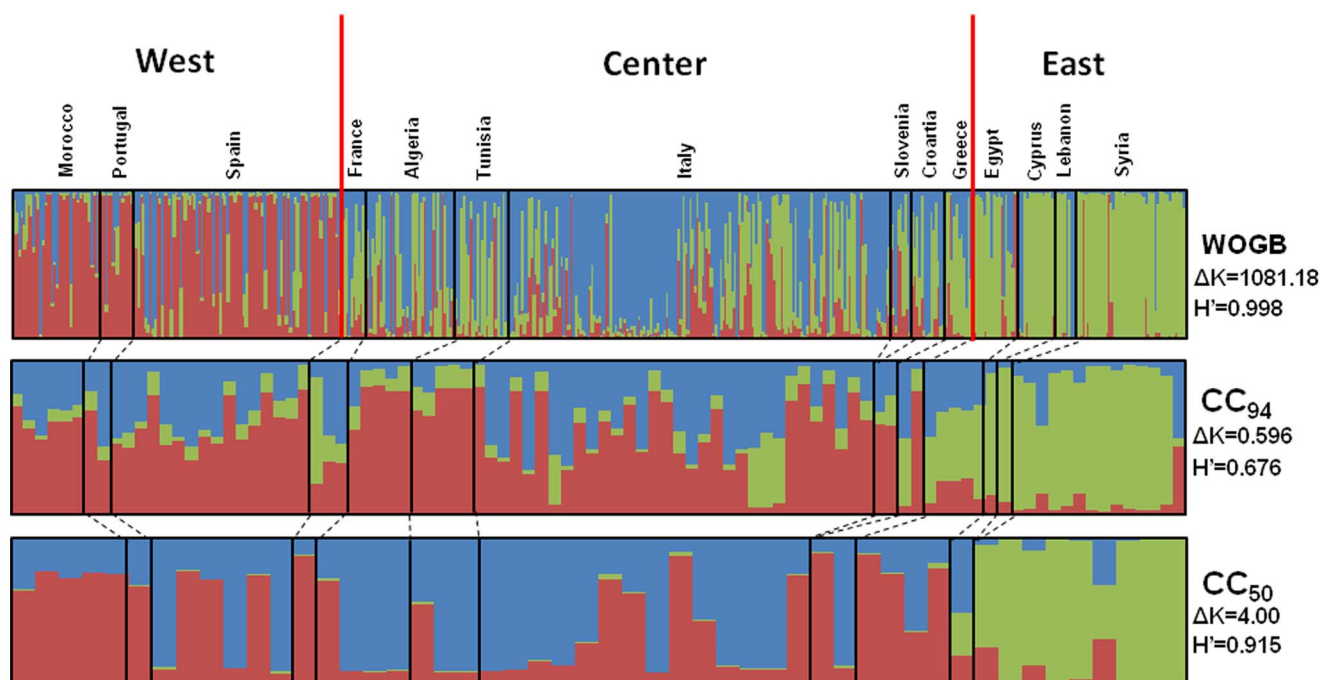 West Center East
Morocco Portugal Spain France Algeria Tunisia Italy Slovenia Croartia Greece Egypt Cyprus Lebanon Syria
WOGB
ΔK=1081.18
H'=0.998
CC94
ΔK=0.596
H'=0.676
CC50
ΔK=4.00
H'=0.915